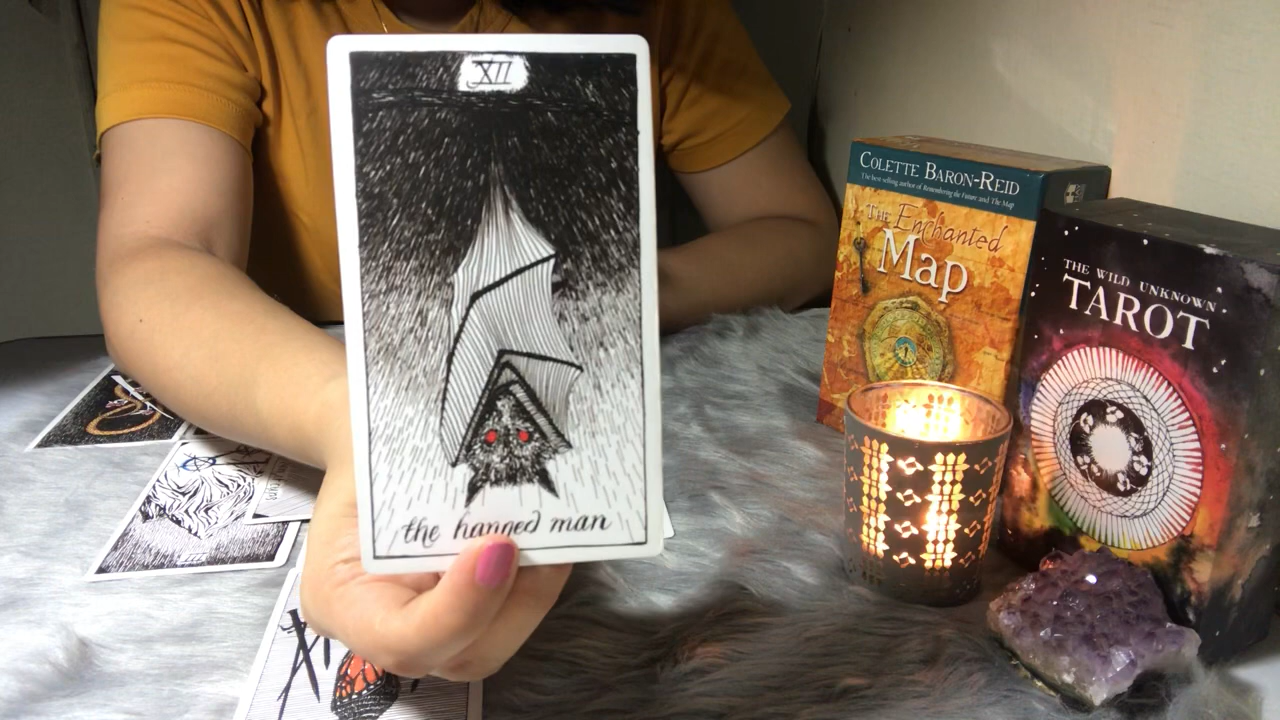 XII
the hanged man
COLETTE BARON-REID
The best selling author of Remembering the Future and The Map
THE Enchanted
Map
THE WILD UNKNOWN
TAROT